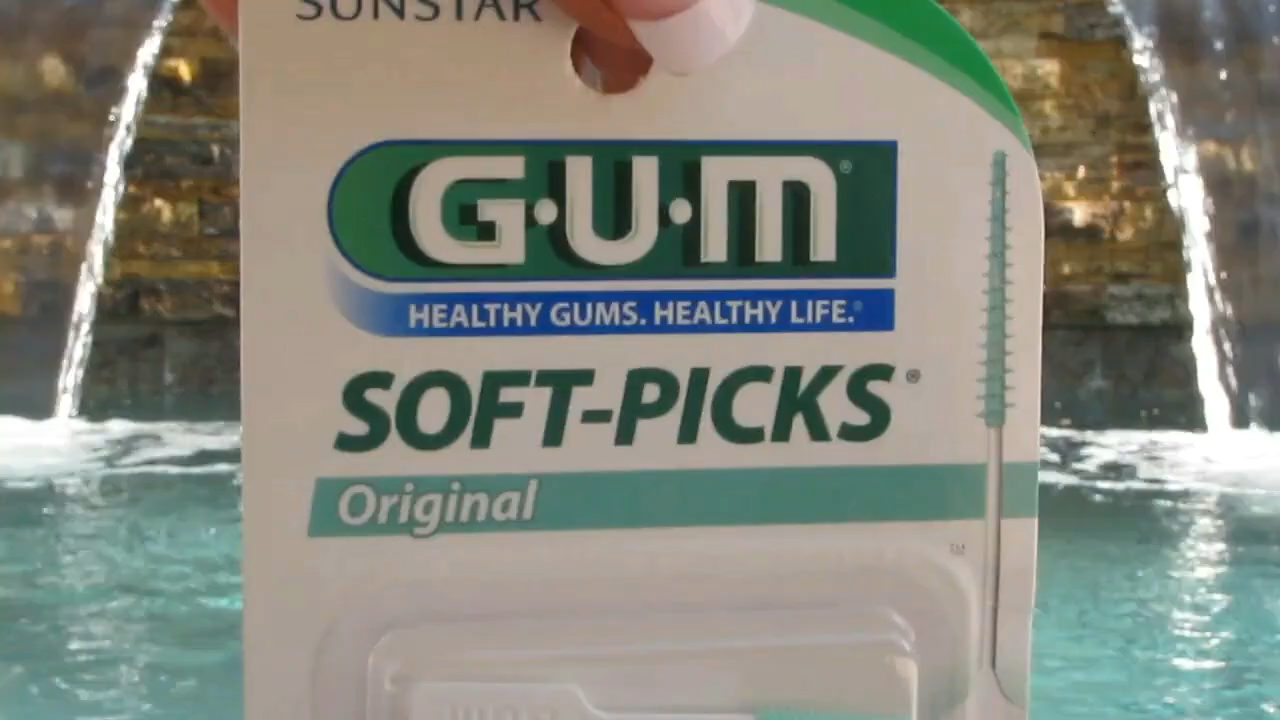 SUNSTAR
G·U·M®
HEALTHY GUMS. HEALTHY LIFE.®
SOFT-PICKS®
Original
TM